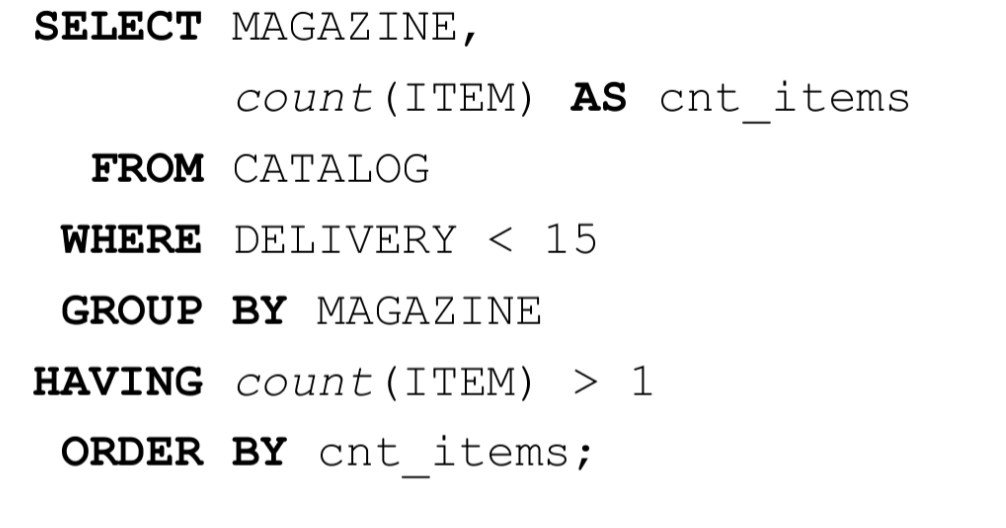 SELECT MAGAZINE,
count(ITEM) AS cnt_items
FROM CATALOG
WHERE DELIVERY < 15
GROUP BY MAGAZINE
HAVING count(ITEM) > 1
ORDER BY cnt_items;